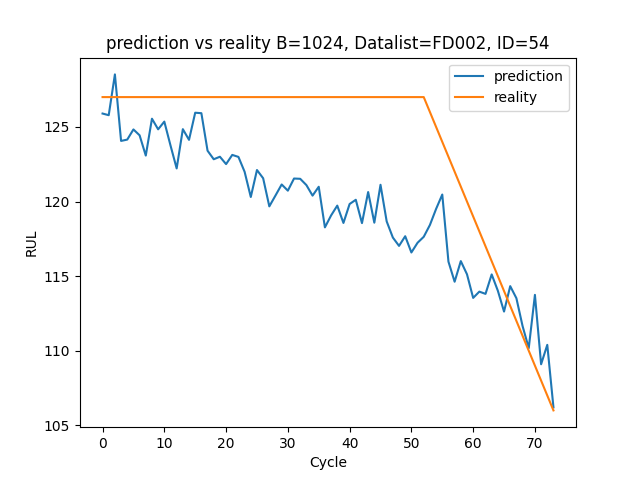 prediction vs reality B=1024, Datalist=FD002, ID=54
prediction
reality
RUL
125
120
115
110
105
0 10 20 30 40 50 60 70
Cycle